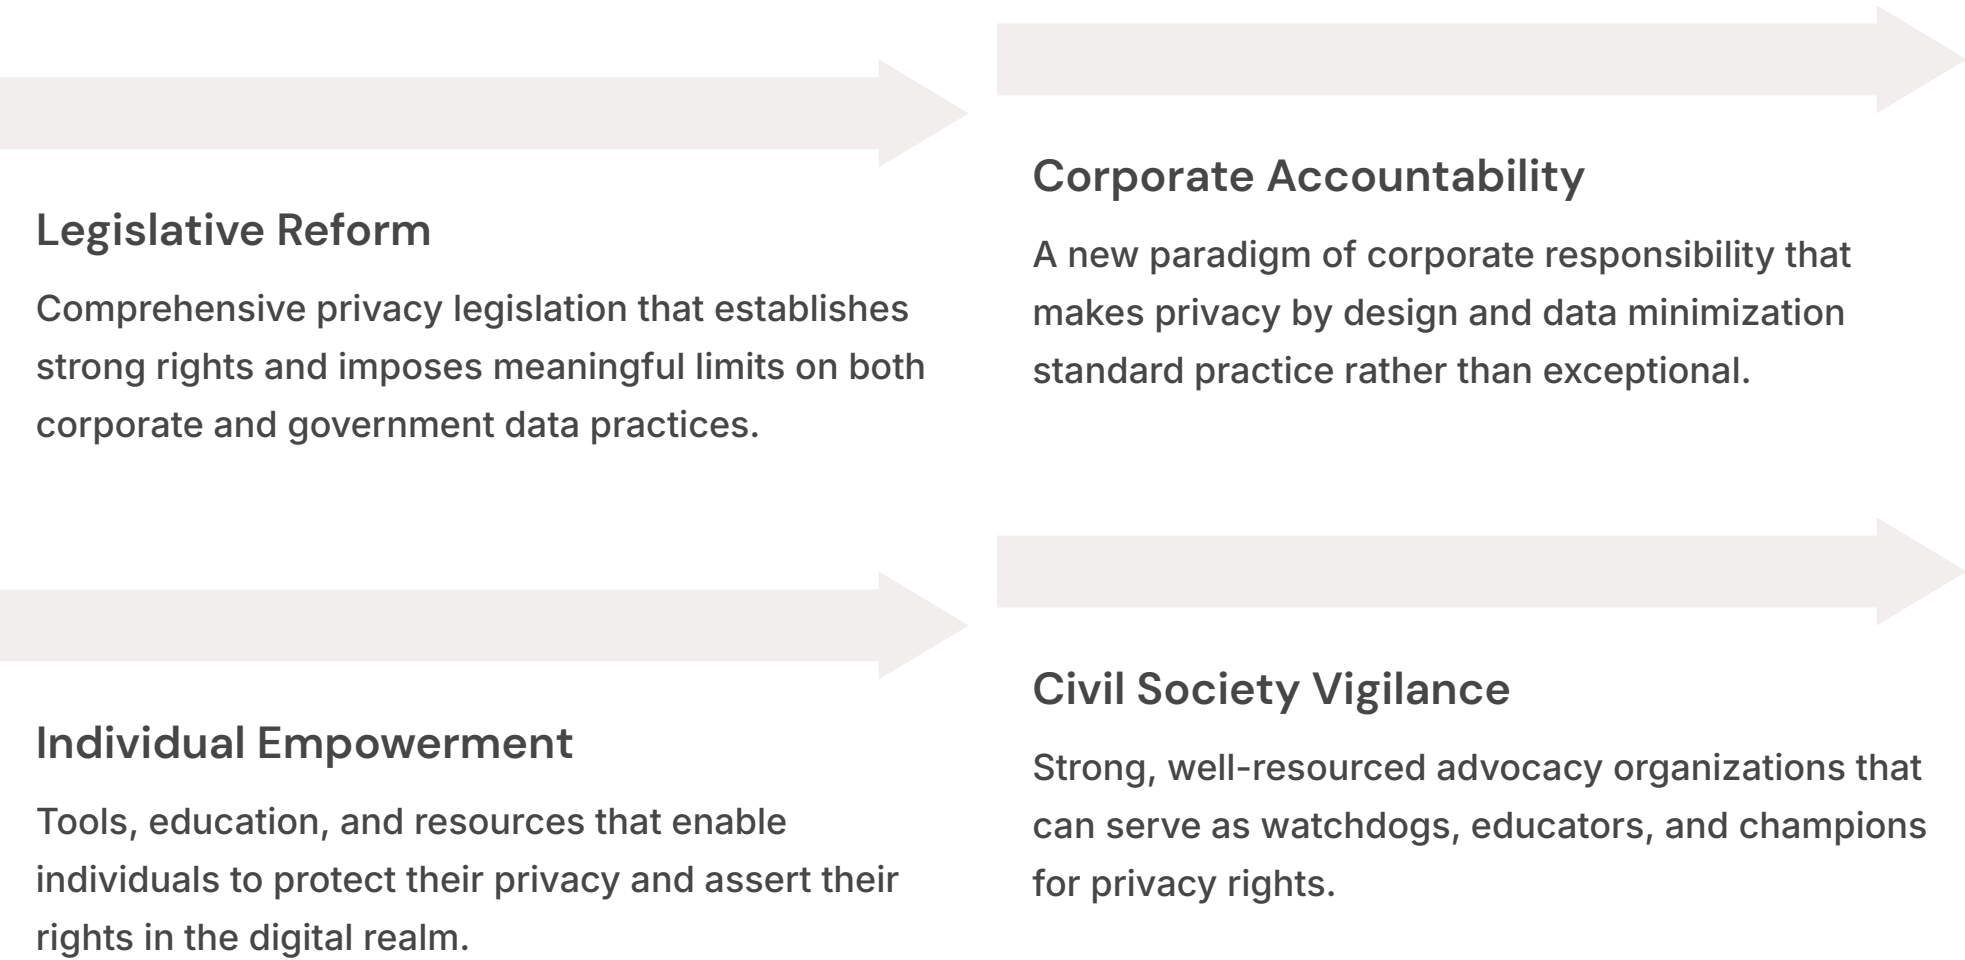 Legislative Reform
Comprehensive privacy legislation that establishes
strong rights and imposes meaningful limits on both
corporate and government data practices.
Corporate Accountability
A new paradigm of corporate responsibility that
makes privacy by design and data minimization
standard practice rather than exceptional.
Individual Empowerment
Tools, education, and resources that enable
individuals to protect their privacy and assert their
rights in the digital realm.
Civil Society Vigilance
Strong, well-resourced advocacy organizations that
can serve as watchdogs, educators, and champions
for privacy rights.